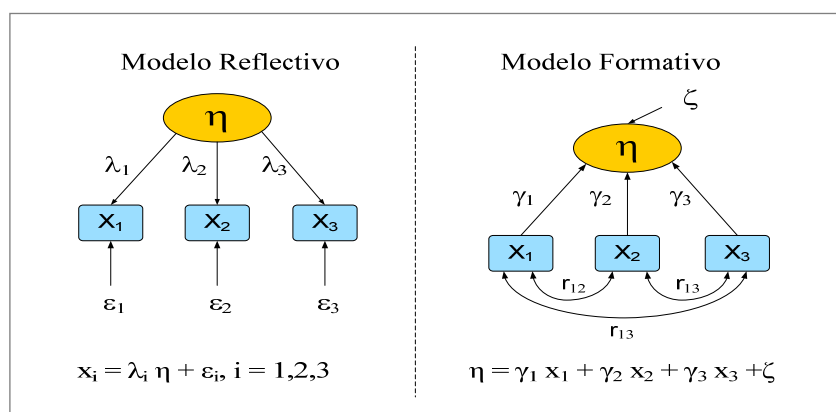 Modelo Reflectivo
η
λ₁ λ₂ λ₃
X₁ X₂ X₃
ε₁ ε₂ ε₃
xᵢ = λᵢ η + εᵢ, i = 1,2,3
Modelo Formativo
ζ
η
γ₁ γ₂ γ₃
X₁ X₂ X₃
r₁₂ r₁₃
r₁₃
η = γ₁ x₁ + γ₂ x₂ + γ₃ x₃ +ζ